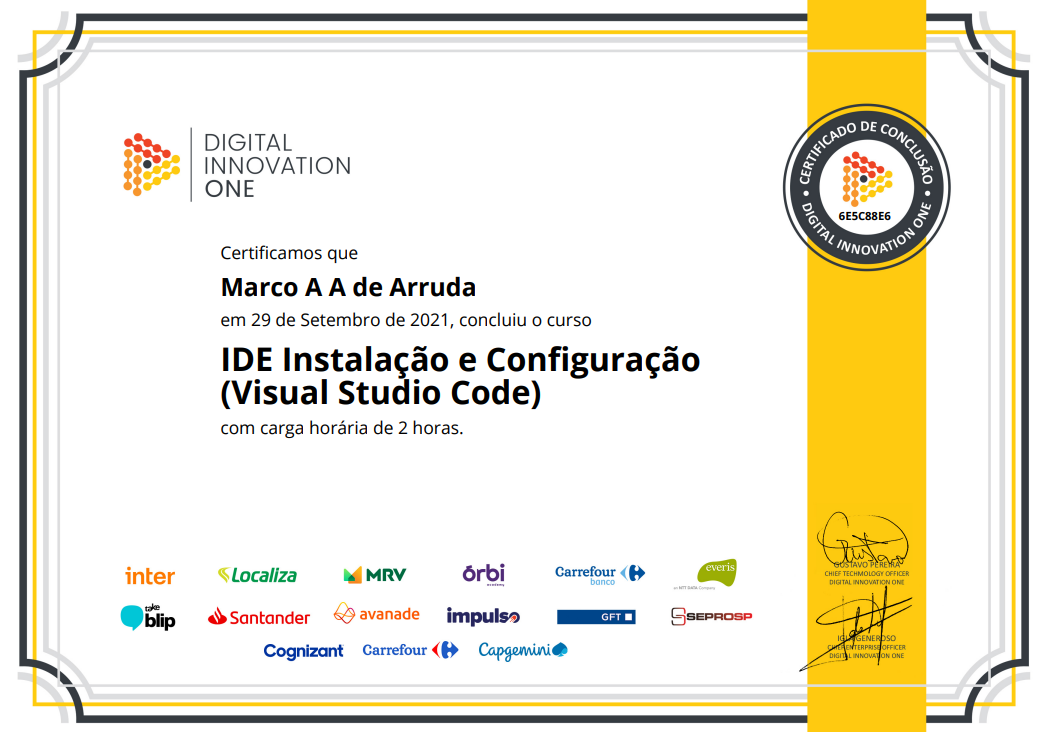 DIGITAL
INNOVATION
ONE
CERTIFICADO DE CONCLUSÃO
6E5C88E6
DIGITAL INNOVATION ONE
Certificamos que
Marco A A de Arruda
em 29 de Setembro de 2021, concluiu o curso
IDE Instalação e Configuração
(Visual Studio Code)
com carga horária de 2 horas.
inter
Localiza
MRV
órbi
academy
Carrefour
banco
everis
an NTT DATA Company
take
blip
Santander
avanade
impulso
GFT
SEPROSP
Cognizant
Carrefour
Capgemini
GUSTAVO PEREIRA
CHIEF TECHMOLOGY OFFICER
DIGITAL INNOVATION ONE
GENEROSO
CHIEF ENTERPRISE OFFICER
DIGITAL INNOVATION ONE